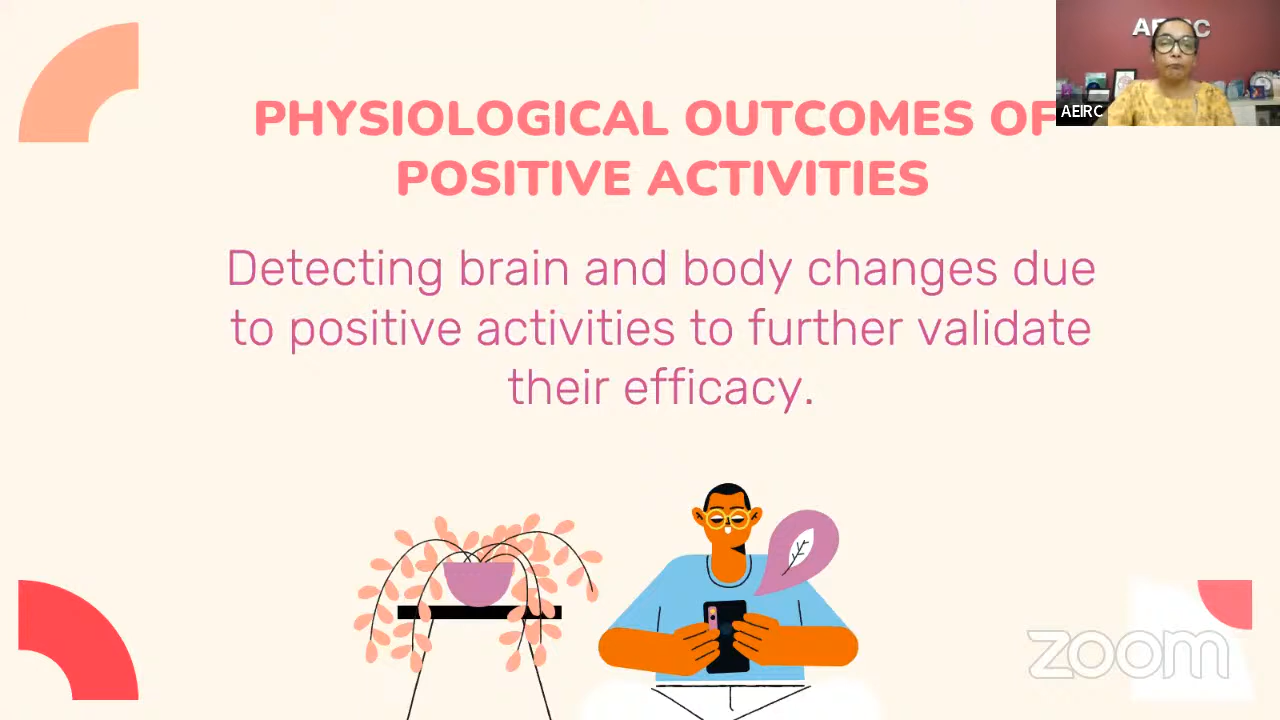 PHYSIOLOGICAL OUTCOMES OF
POSITIVE ACTIVITIES
Detecting brain and body changes due
to positive activities to further validate
their efficacy.
AEIRC
zoom